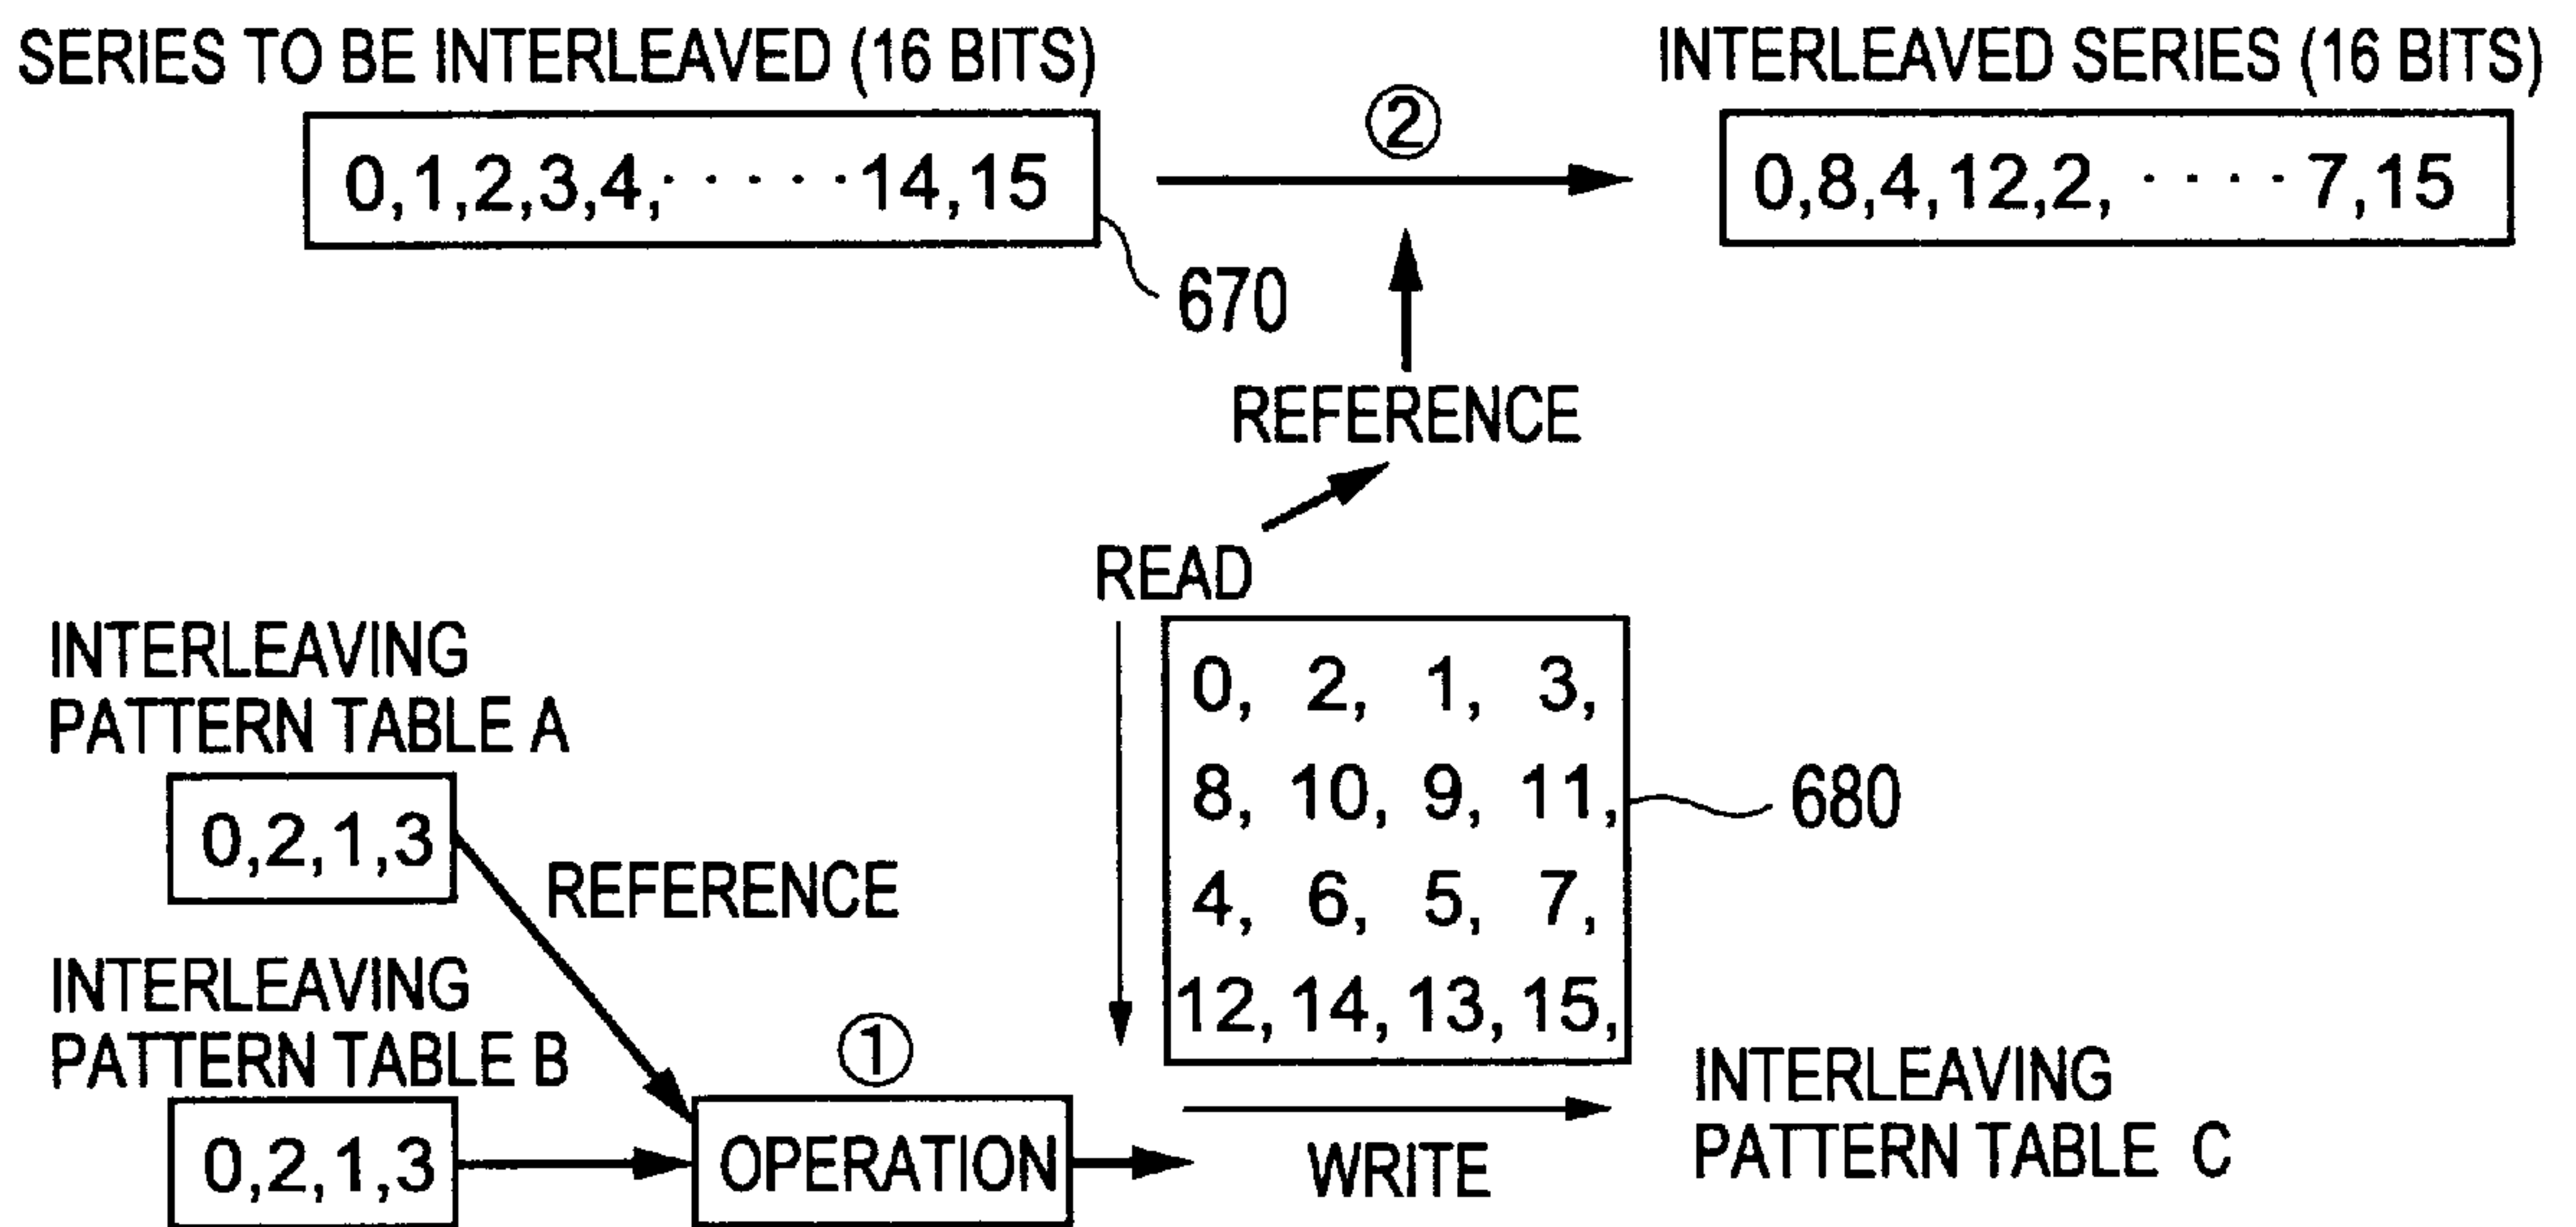 SERIES TO BE INTERLEAVED (16 BITS)
0,1,2,3,4,· · · · ·14,15
670
②
INTERLEAVED SERIES (16 BITS)
0,8,4,12,2, · · · · 7,15
REFERENCE
READ
0, 2, 1, 3,
8, 10, 9, 11,
4, 6, 5, 7,
12, 14, 13, 15,
680
INTERLEAVING
PATTERN TABLE A
0,2,1,3
REFERENCE
INTERLEAVING
PATTERN TABLE B
0,2,1,3
①
OPERATION
WRITE
INTERLEAVING
PATTERN TABLE C